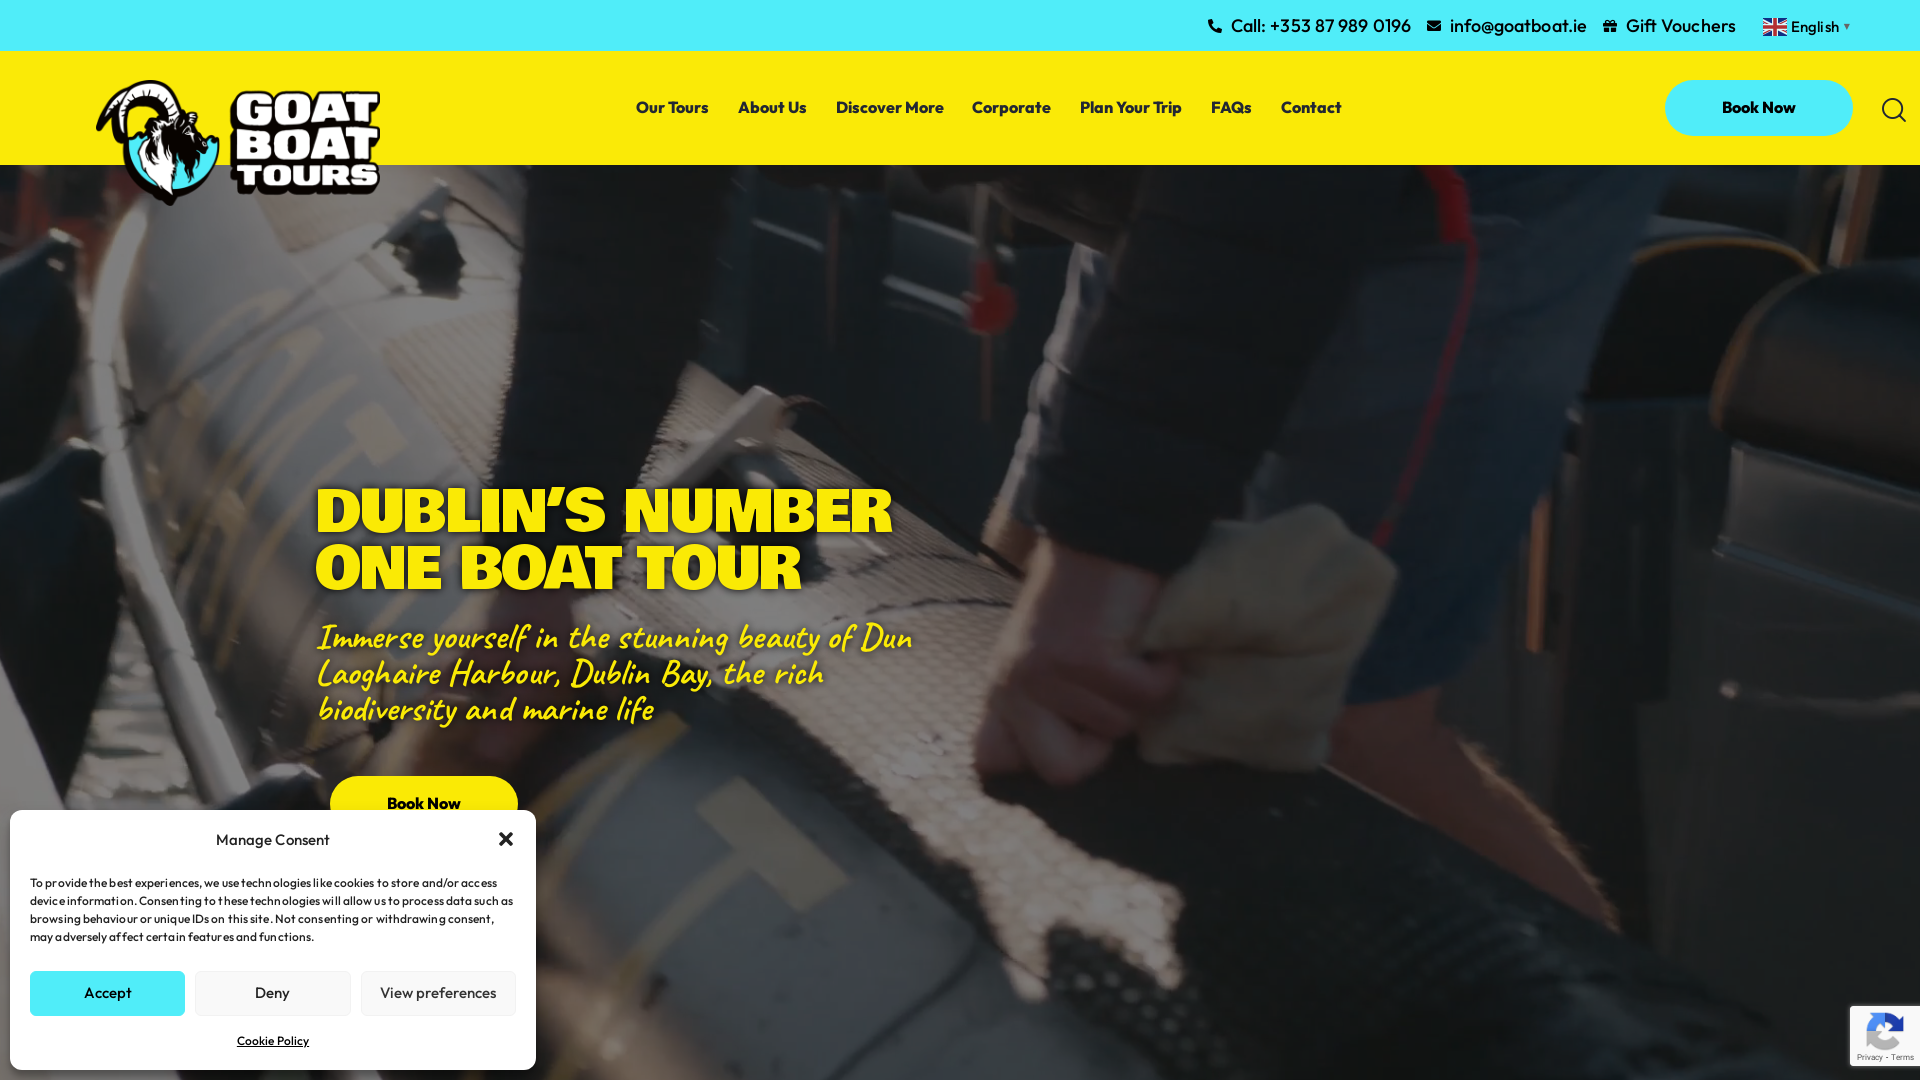 Call: +353 87 989 0196
info@goatboat.ie
Gift Vouchers
English
GOAT
BOAT
TOURS
Our Tours
About Us
Discover More
Corporate
Plan Your Trip
FAQs
Contact
Book Now
DUBLIN'S NUMBER
ONE BOAT TOUR
Immerse yourself in the stunning beauty of Dun
Laoghaire Harbour, Dublin Bay, the rich
biodiversity and marine life
Book Now
Manage Consent
To provide the best experiences, we use technologies like cookies to store and/or access
device information. Consenting to these technologies will allow us to process data such as
browsing behaviour or unique IDs on this site. Not consenting or withdrawing consent,
may adversely affect certain features and functions.
Accept
Deny
View preferences
Cookie Policy
Privacy - Terms